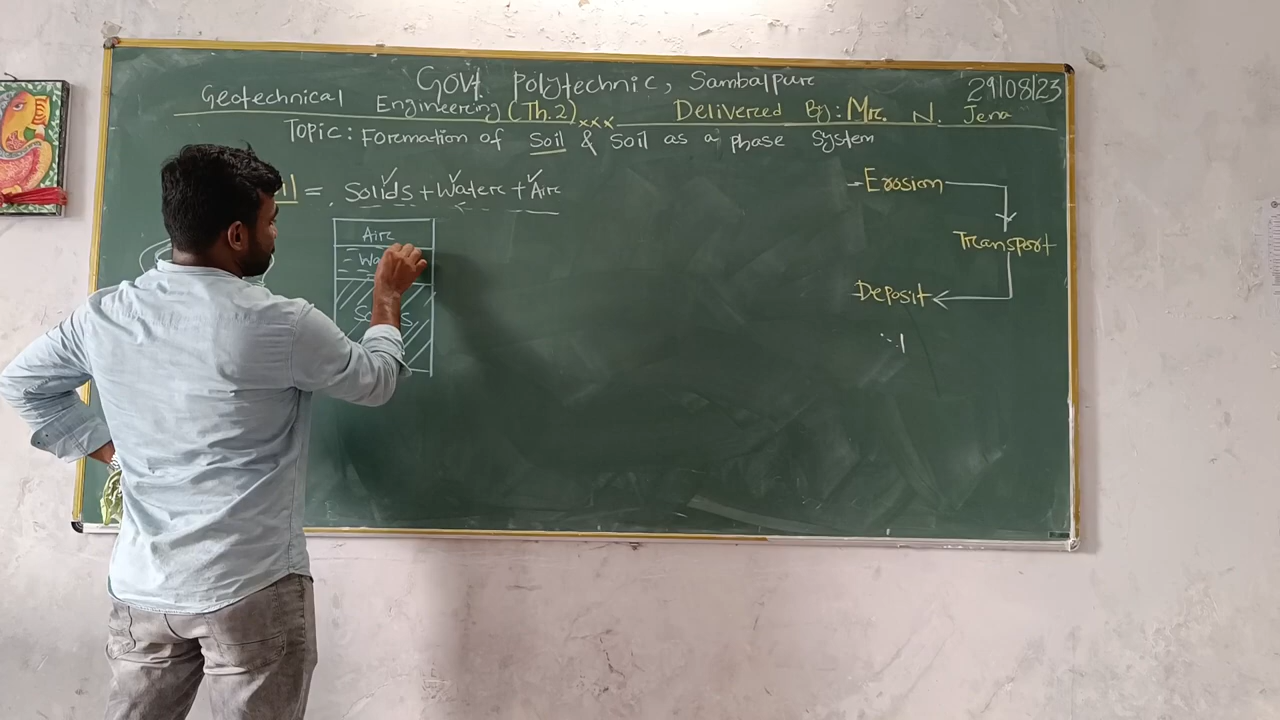 Govt. Polytechnic, Sambalpur
29/08/23
Geotechnical Engineering (Th.2) xxx Delivered By: Mr. N. Jena
Topic: Formation of Soil & Soil as a phase System
= Solids + Water + Air
Air
Erosion
Transport
Deposit